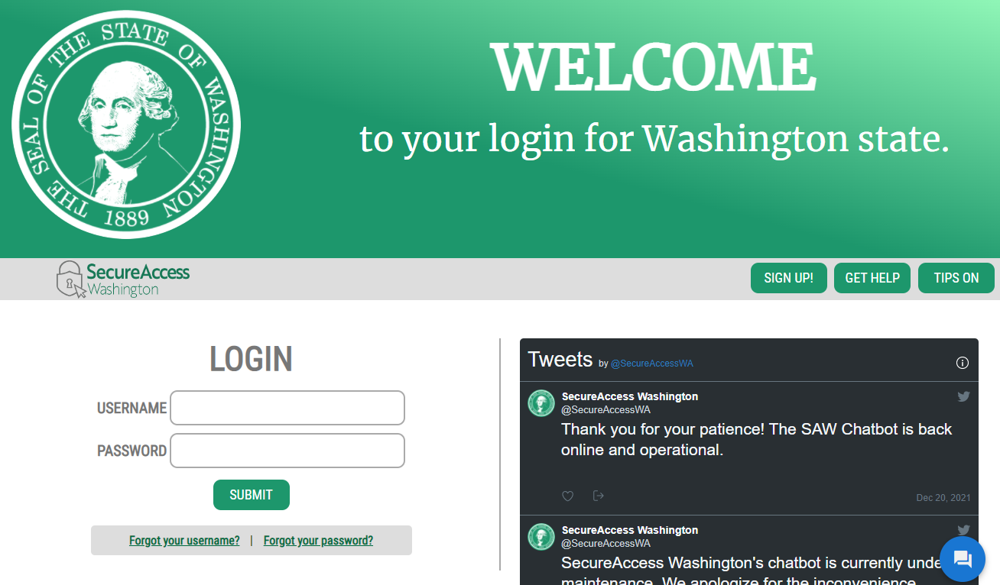 THE SEAL OF THE STATE OF WASHINGTON
1889
WELCOME
to your login for Washington state.
SecureAccess
Washington
SIGN UP!
GET HELP
TIPS ON
LOGIN
USERNAME
PASSWORD
SUBMIT
Forgot your username? | Forgot your password?
Tweets by @SecureAccessWA
SecureAccess Washington
@SecureAccessWA
Thank you for your patience! The SAW Chatbot is back
online and operational.
Dec 20, 2021
SecureAccess Washington
@SecureAccessWA
SecureAccess Washington's chatbot is currently unde
maintenance. We apologize for the inconvenience